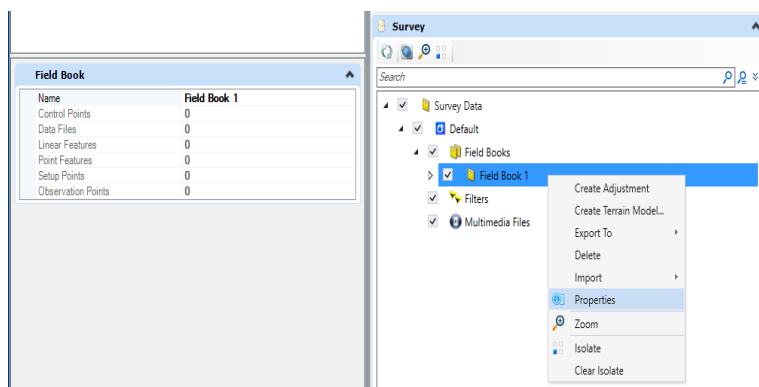 Field Book
Name Field Book 1
Control Points 0
Data Files 0
Linear Features 0
Point Features 0
Setup Points 0
Observation Points 0
Survey
Search
Survey Data
Default
Field Books
Field Book 1
Filters
Multimedia Files
Create Adjustment
Create Terrain Model...
Export To
Delete
Import
Properties
Zoom
Isolate
Clear Isolate